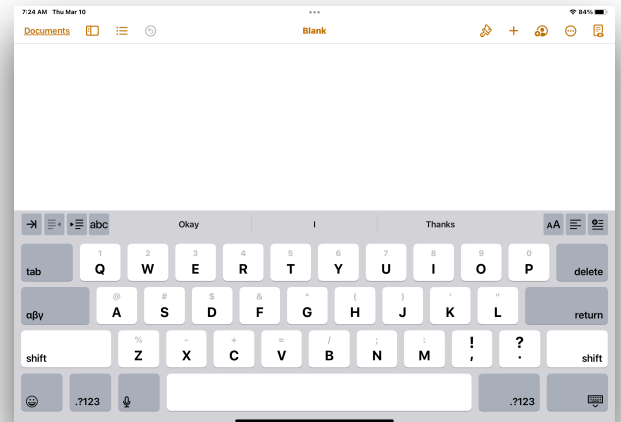 7:24 AM Thu Mar 10 84%
Documents Blank
abc Okay I Thanks AA
1 2 3 4 5 6 7 8 9 0
tab Q W E R T Y U I O P delete
@ # $ & * ( ) ' "
αβγ A S D F G H J K L return
% - + = / ; : ! ?
shift Z X C V B N M , . shift
.?123 .?123